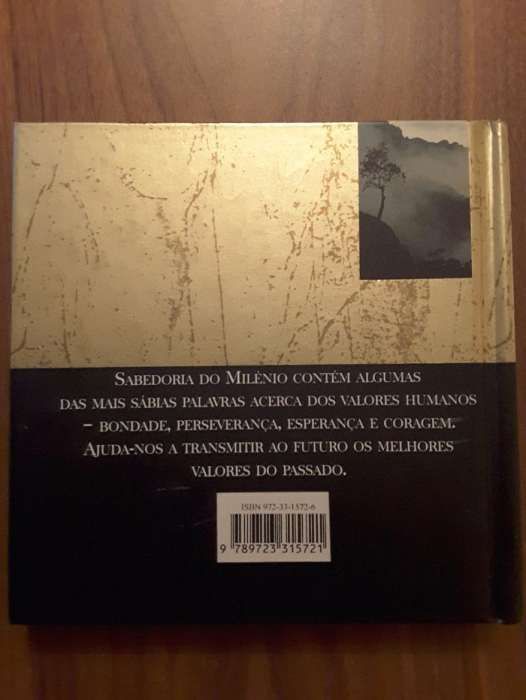 SABEDORIA DO MILÉNIO CONTÉM ALGUMAS
DAS MAIS SÁBIAS PALAVRAS ACERCA DOS VALORES HUMANOS
– BONDADE, PERSEVERANÇA, ESPERANÇA E CORAGEM.
AJUDA-NOS A TRANSMITIR AO FUTURO OS MELHORES
VALORES DO PASSADO.
ISBN 972-33-1572-6
9 789723 315721